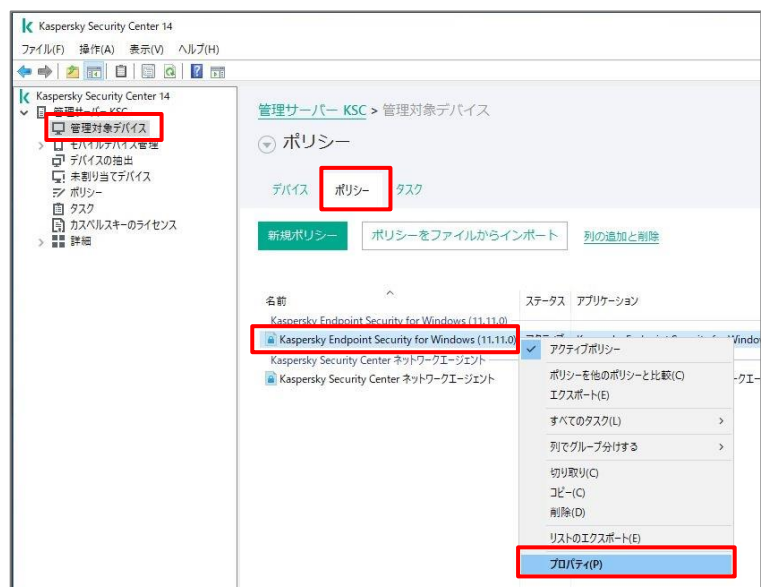 Kaspersky Security Center 14
ファイル(F) 操作(A) 表示(V) ヘルプ(H)
Kaspersky Security Center 14
管理サーバー KSC
管理対象デバイス
モバイルデバイス管理
デバイスの抽出
未割り当てデバイス
ポリシー
タスク
カスペルスキーのライセンス
詳細
管理サーバー KSC > 管理対象デバイス
ポリシー
デバイス ポリシー タスク
新規ポリシー ポリシーをファイルからインポート 列の追加と削除
名前 ステータス アプリケーション
Kaspersky Endpoint Security for Windows (11.11.0)
Kaspersky Endpoint Security for Windows (11.11.0)
Kaspersky Security Center ネットワークエージェント
Kaspersky Security Center ネットワークエージェント
アクティブポリシー
ポリシーを他のポリシーと比較(C)
エクスポート(E)
すべてのタスク(L)
列でグループ分けする
切り取り(C)
コピー(C)
削除(D)
リストのエクスポート(E)
プロパティ(P)